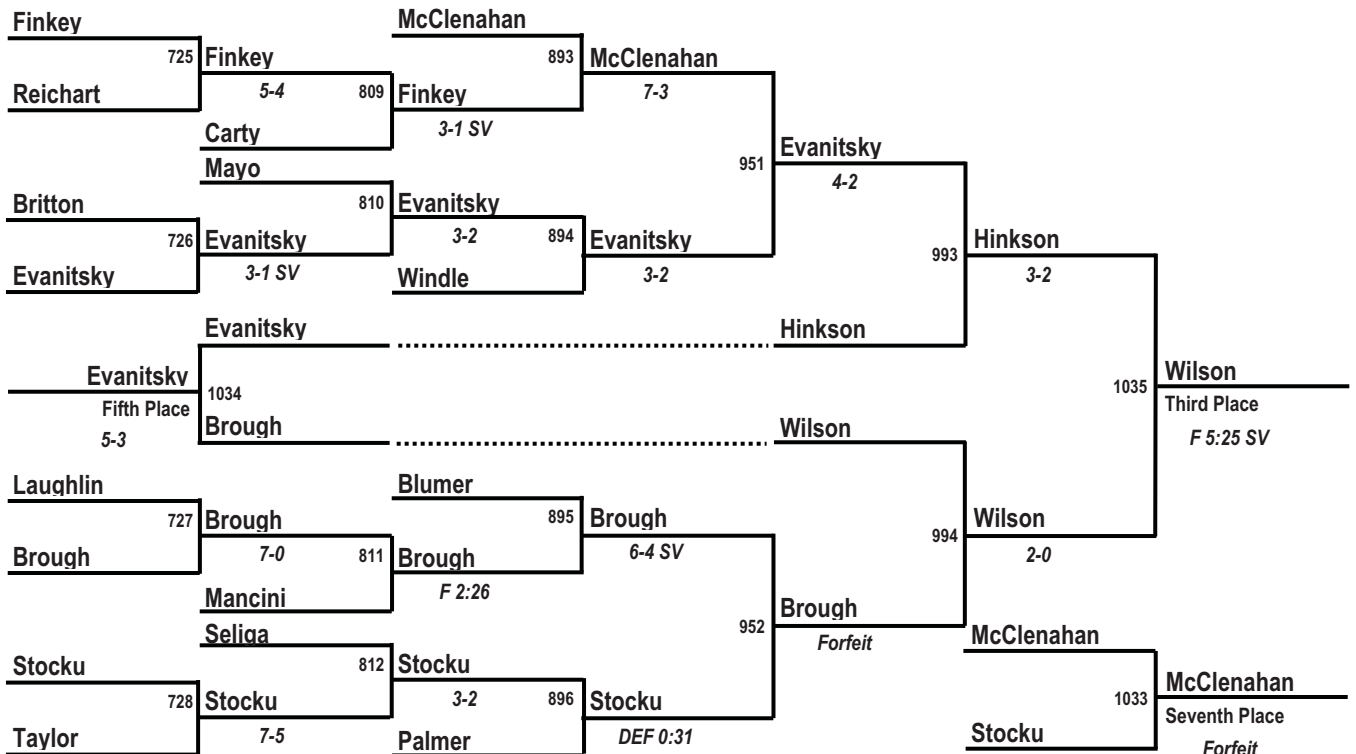 Finkey
McClenahan
725 Finkey
893 McClenahan
Reichart
5-4
809 Finkey
7-3
Carty
3-1 SV
Mayo
951 Evanitsky
4-2
Britton
810 Evanitsky
726 Evanitsky
3-2
894 Evanitsky
993 Hinkson
Evanitsky
3-1 SV
Windle
3-2
3-2
Evanitsky
Hinkson
Evanitsky
1034
1035 Wilson
Fifth Place
Third Place
5-3
Brough
Wilson
F 5:25 SV
Laughlin
Blumer
727 Brough
895 Brough
994 Wilson
Brough
7-0
811 Brough
6-4 SV
2-0
Mancini
F 2:26
Seliga
952 Brough
Forfeit
McClenahan
Stocku
812 Stocku
728 Stocku
3-2
896 Stocku
1033 McClenahan
Seventh Place
Taylor
7-5
Palmer
DEF 0:31
Stocku
Forfeit